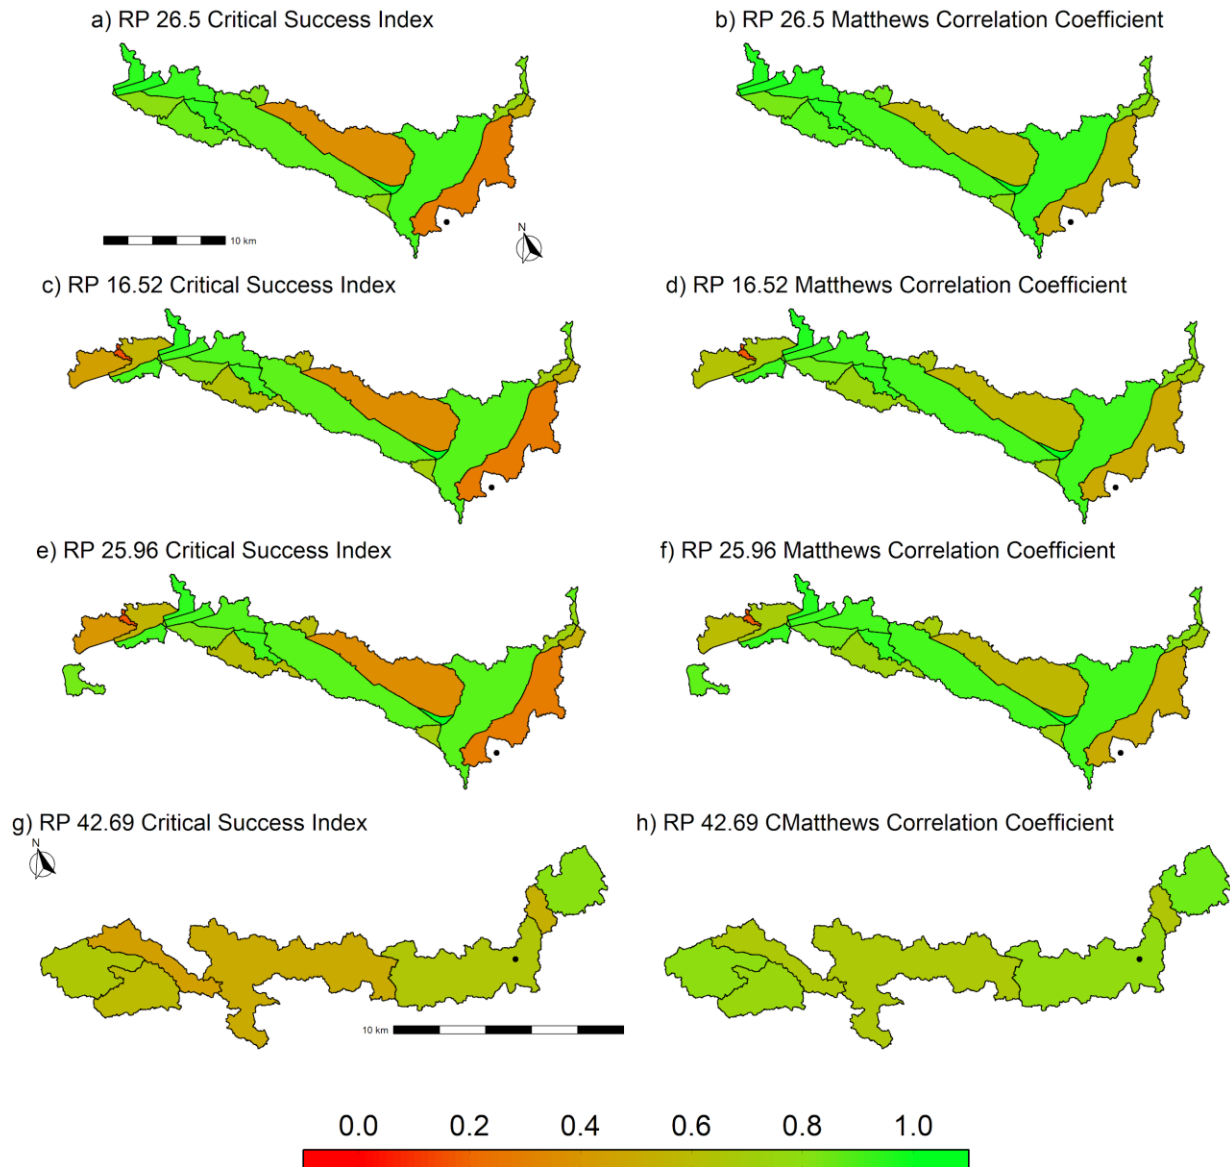 a) RP 26.5 Critical Success Index
b) RP 26.5 Matthews Correlation Coefficient
10 km
N
c) RP 16.52 Critical Success Index
d) RP 16.52 Matthews Correlation Coefficient
e) RP 25.96 Critical Success Index
f) RP 25.96 Matthews Correlation Coefficient
g) RP 42.69 Critical Success Index
h) RP 42.69 CMatthews Correlation Coefficient
N
10 km
0.0 0.2 0.4 0.6 0.8 1.0